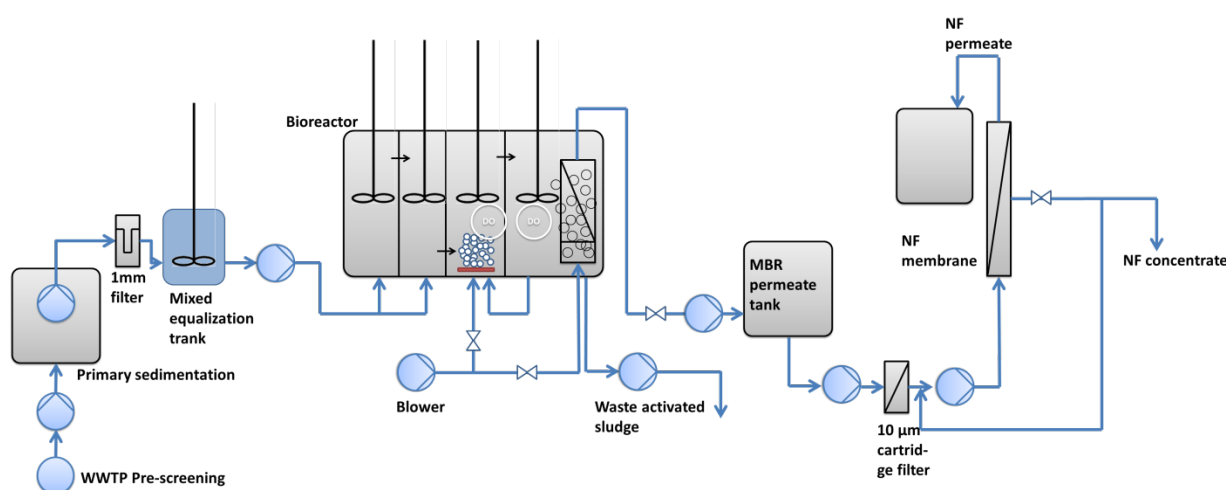 NF
permeate
Bioreactor
DO
DO
1mm
filter
Mixed
equalization
trank
NF
membrane
NF concentrate
MBR
permeate
tank
Primary sedimentation
Blower
Waste activated
sludge
10 µm
cartrid-
ge filter
WWTP Pre-screening